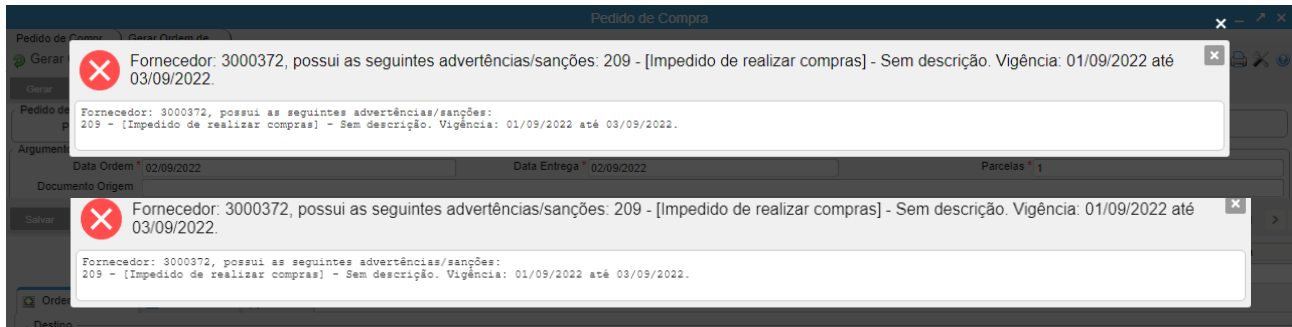 Pedido de Compra
Pedido de Compr... Gerar Ordem de ...
Gerar
Fornecedor: 3000372, possui as seguintes advertências/sanções: 209 - [Impedido de realizar compras] - Sem descrição. Vigência: 01/09/2022 até
03/09/2022.
Gerar
Pedido de
Fornecedor: 3000372, possui as seguintes advertências/sanções:
209 - [Impedido de realizar compras] - Sem descrição. Vigência: 01/09/2022 até 03/09/2022.
P
Argumento
Data Ordem * 02/09/2022 Data Entrega * 02/09/2022 Parcelas * 1
Documento Origem
Salvar
Fornecedor: 3000372, possui as seguintes advertências/sanções: 209 - [Impedido de realizar compras] - Sem descrição. Vigência: 01/09/2022 até
03/09/2022.
Fornecedor: 3000372, possui as seguintes advertências/sanções:
209 - [Impedido de realizar compras] - Sem descrição. Vigência: 01/09/2022 até 03/09/2022.
Order
Destino